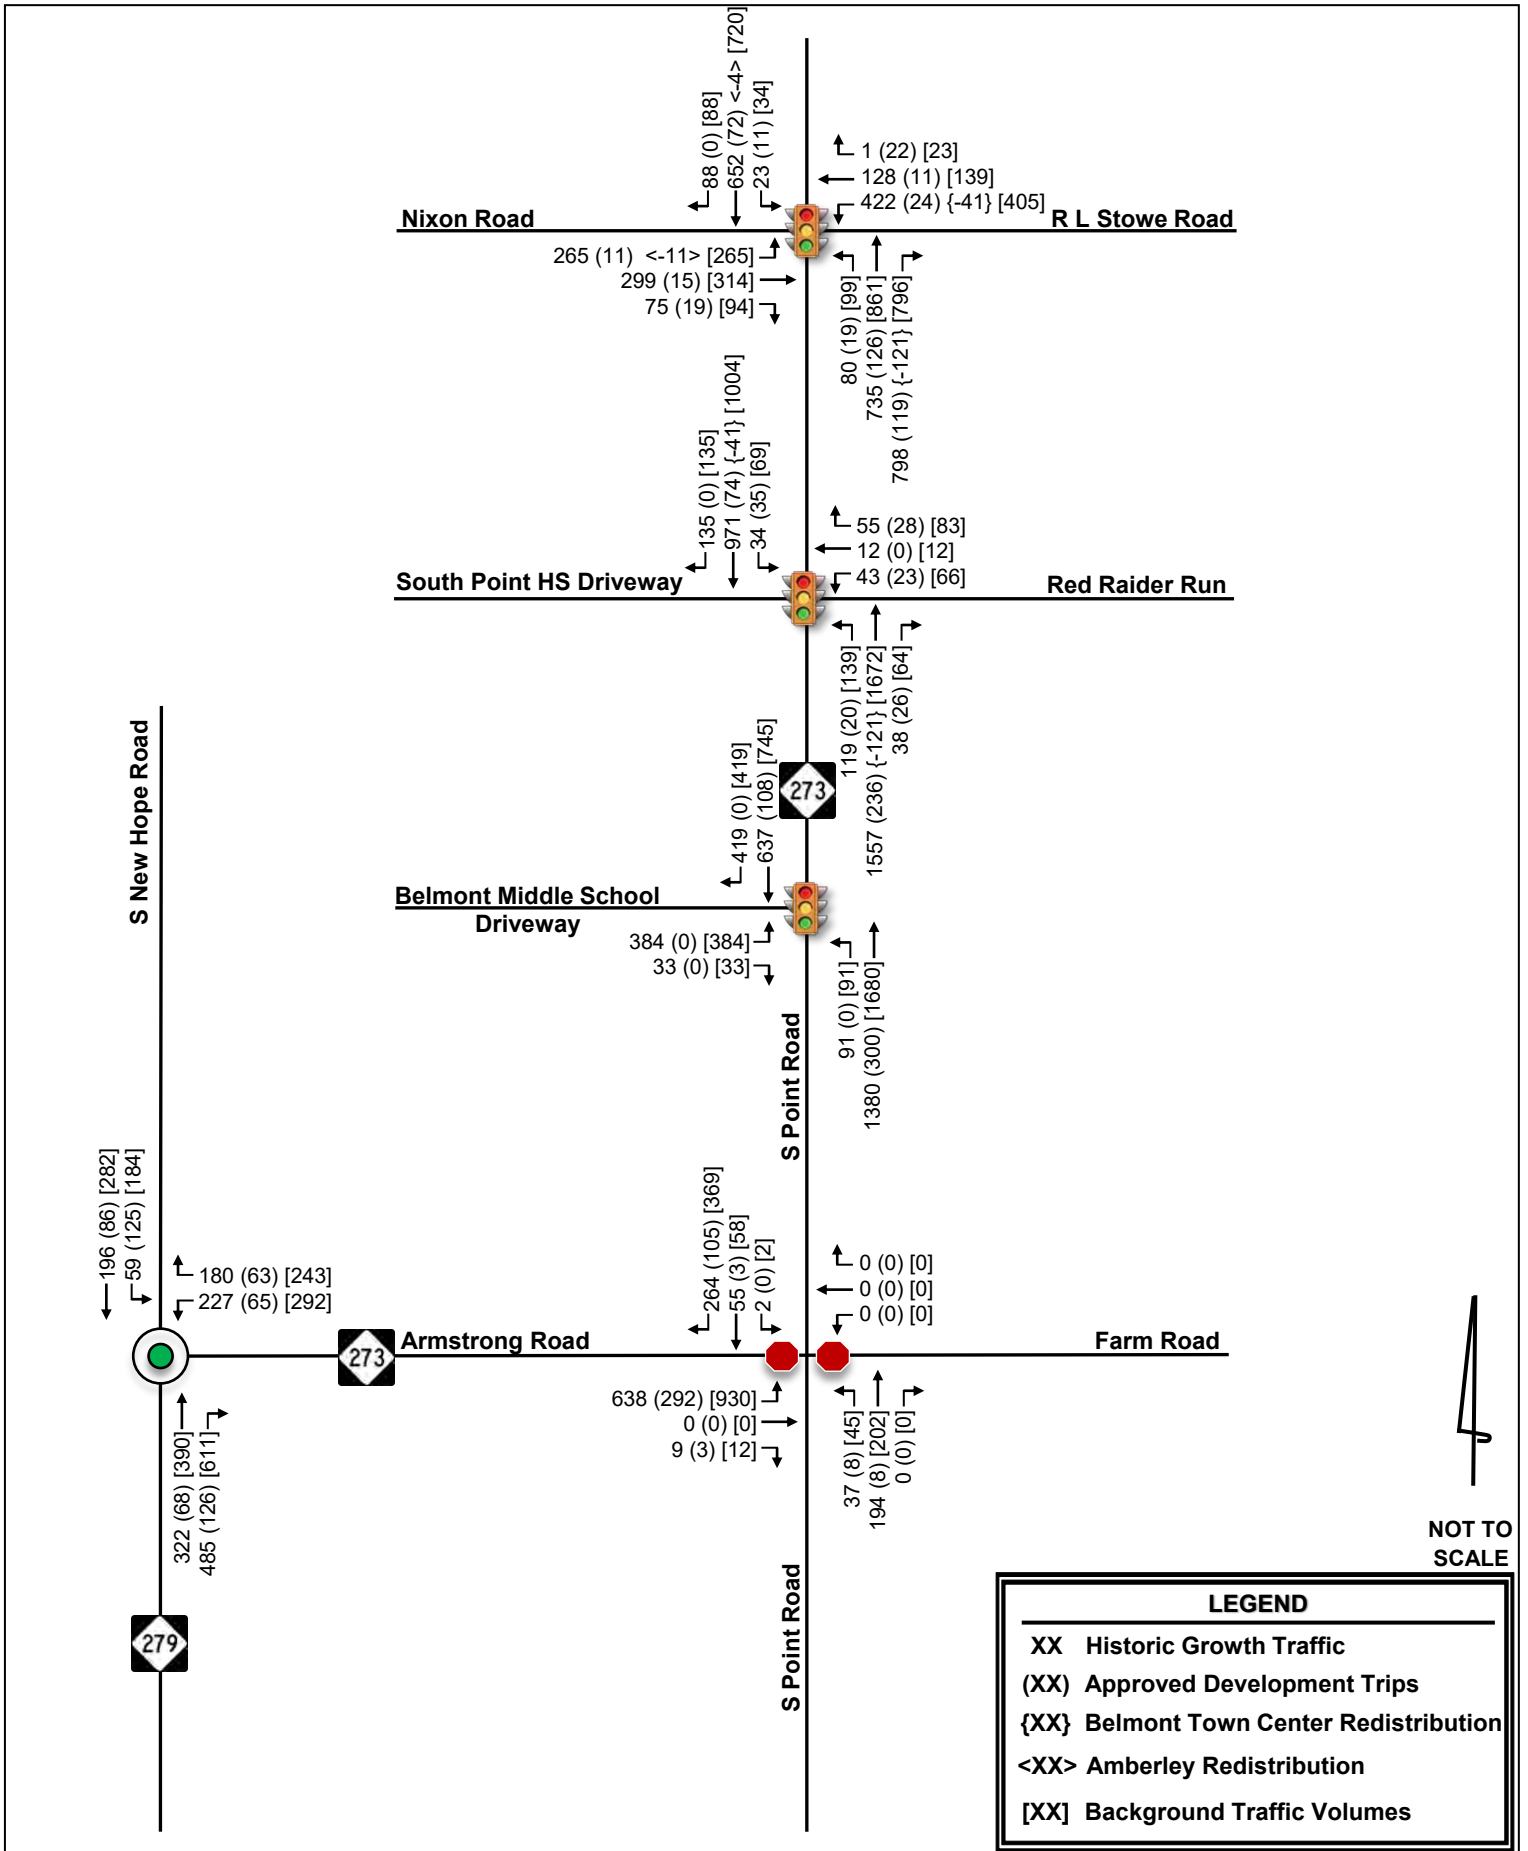 88 (0) [88]
652 (72) <-4> [720]
23 (11) [34]
1 (22) [23]
128 (11) [139]
422 (24) {-41} [405]
Nixon Road
R L Stowe Road
265 (11) <-11> [265]
299 (15) [314]
75 (19) [94]
80 (19) [99]
735 (126) [861]
798 (119) {-121} [796]
135 (0) [135]
971 (74) {-41} [1004]
34 (35) [69]
55 (28) [83]
12 (0) [12]
43 (23) [66]
South Point HS Driveway
Red Raider Run
119 (20) [139]
1557 (236) {-121} [1672]
38 (26) [64]
S New Hope Road
419 (0) [419]
637 (108) [745]
273
Belmont Middle School
Driveway
384 (0) [384]
33 (0) [33]
91 (0) [91]
1380 (300) [1680]
S Point Road
196 (86) [282]
59 (125) [184]
180 (63) [243]
227 (65) [292]
264 (105) [369]
55 (3) [58]
2 (0) [2]
0 (0) [0]
0 (0) [0]
0 (0) [0]
273
Armstrong Road
Farm Road
638 (292) [930]
0 (0) [0]
9 (3) [12]
37 (8) [45]
194 (8) [202]
0 (0) [0]
322 (68) [390]
485 (126) [611]
279
S Point Road
NOT TO
SCALE
LEGEND
XX Historic Growth Traffic
(XX) Approved Development Trips
{XX} Belmont Town Center Redistribution
<XX> Amberley Redistribution
[XX] Background Traffic Volumes